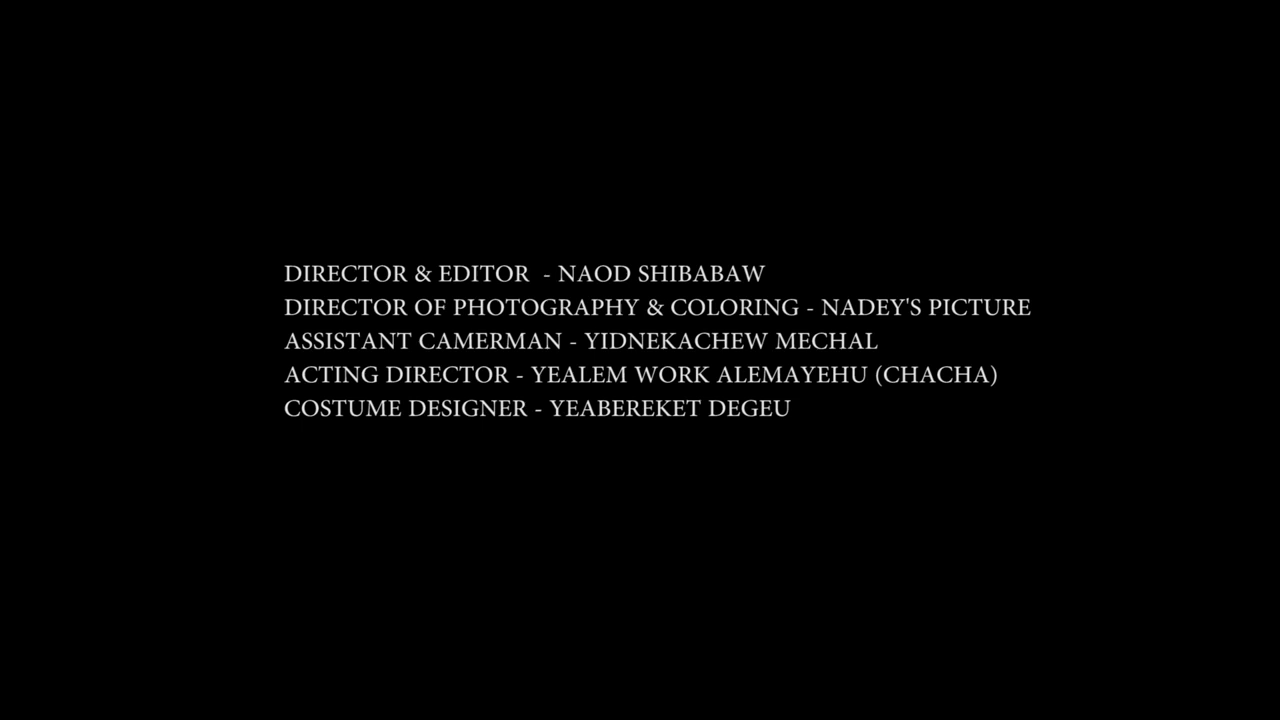 DIRECTOR & EDITOR  - NAOD SHIBABAW
DIRECTOR OF PHOTOGRAPHY & COLORING - NADEY'S PICTURE
ASSISTANT CAMERMAN - YIDNEKACHEW MECHAL
ACTING DIRECTOR - YEALEM WORK ALEMAYEHU (CHACHA)
COSTUME DESIGNER - YEABEREKET DEGEU